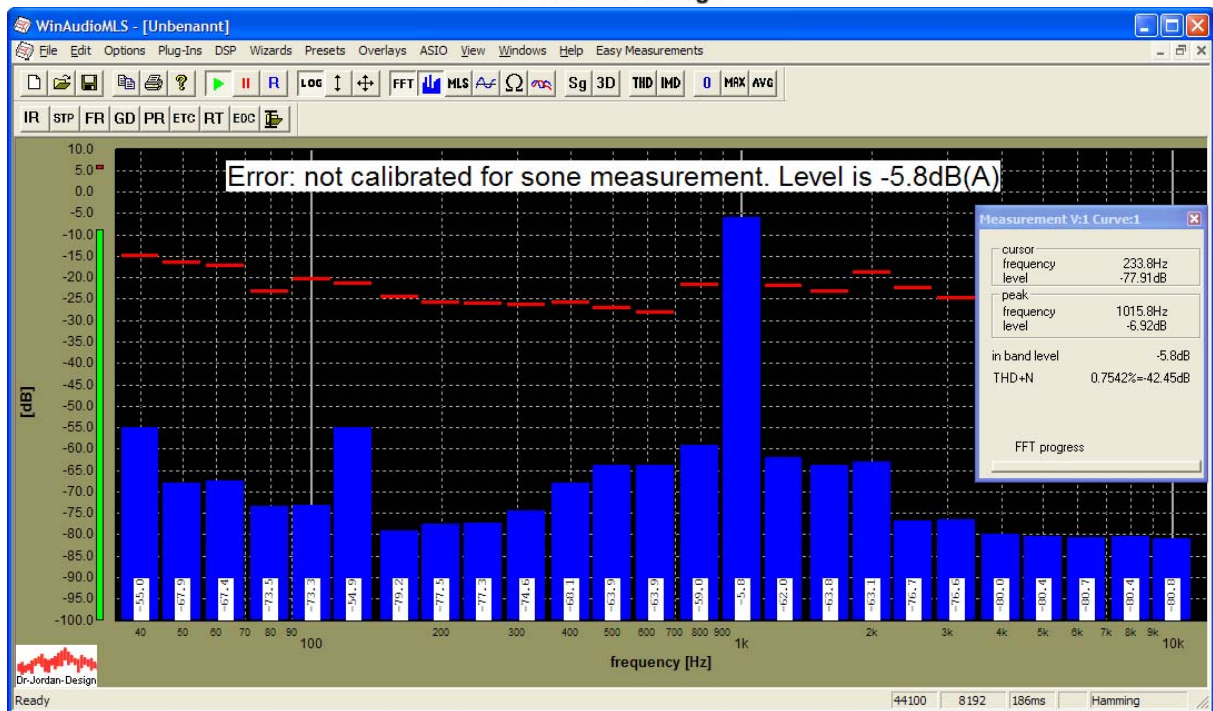 WinAudioMLS - [Unbenannt]
File Edit Options Plug-Ins DSP Wizards Presets Overlays ASIO View Windows Help Easy Measurements
R LOG FFT MLS Ω Sg 3D THD IMD 0 MAX AVG
IR STP FR GD PR ETC RT EDC
Error: not calibrated for sone measurement. Level is -5.8dB(A)
10.0
5.0
0.0
-5.0
-10.0
-15.0
-20.0
-25.0
-30.0
-35.0
-40.0
-45.0
-50.0
-55.0
-60.0
-65.0
-70.0
-75.0
-80.0
-85.0
-90.0
-95.0
-100.0
[dB]
Measurement V:1 Curve:1
cursor
frequency 233.8Hz
level -77.91dB
peak
frequency 1015.8Hz
level -6.92dB
in band level -5.8dB
THD+N 0.7542%=-42.45dB
FFT progress
-55.0 -67.9 -67.4 -73.5 -73.3 -54.9 -79.2 -77.5 -77.3 -74.6 -68.1 -63.9 -63.9 -59.0 -5.8 -62.0 -63.8 -63.1 -76.7 -76.6 -80.0 -80.4 -80.7 -80.4 -80.8
40 50 60 70 80 90 200 300 400 500 600 700 800 900 2k 3k 4k 5k 6k 7k 8k 9k
100 1k 10k
frequency [Hz]
Dr-Jordan-Design
Ready 44100 8192 186ms Hamming